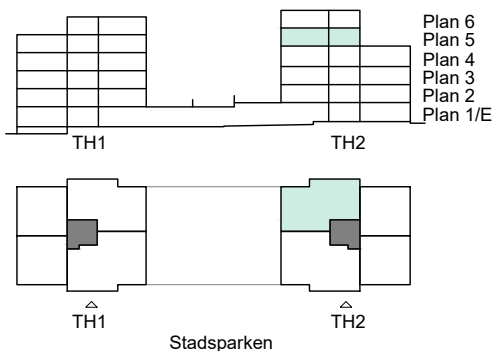 Plan 6
Plan 5
Plan 4
Plan 3
Plan 2
Plan 1/E
TH1 TH2
TH1 TH2
Stadsparken